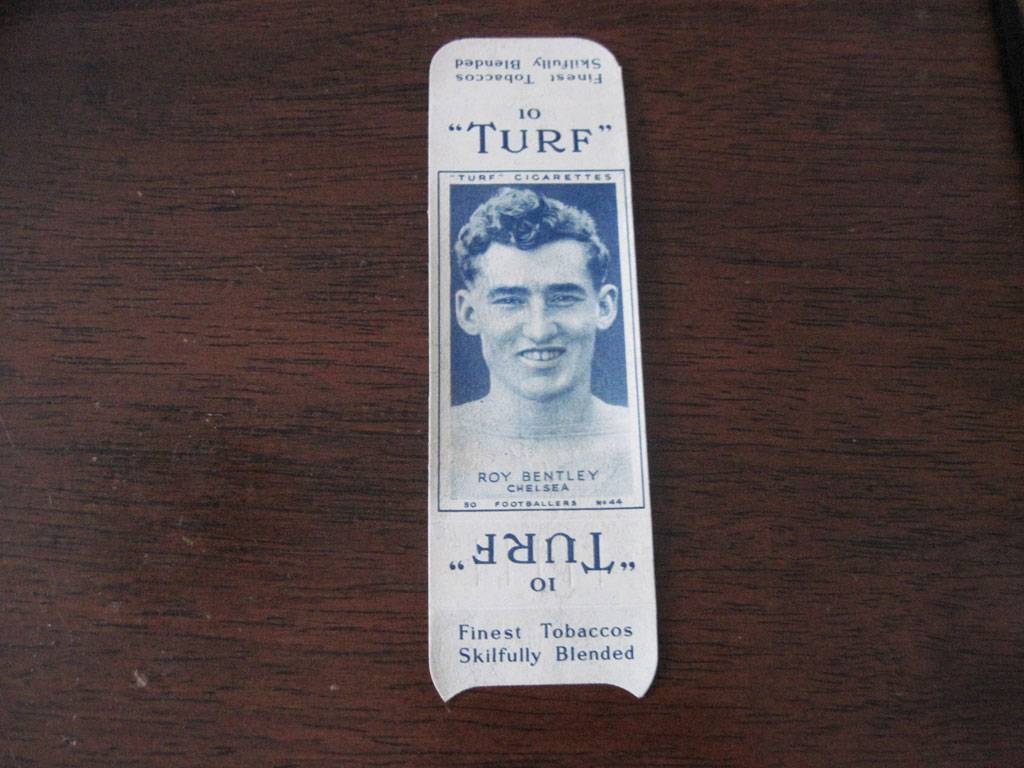 Finest Tobaccos
Skilfully Blended
10
"TURF"
"TURF" CIGARETTES
ROY BENTLEY
CHELSEA
50 FOOTBALLERS No 44
"TURF"
10
Finest Tobaccos
Skilfully Blended